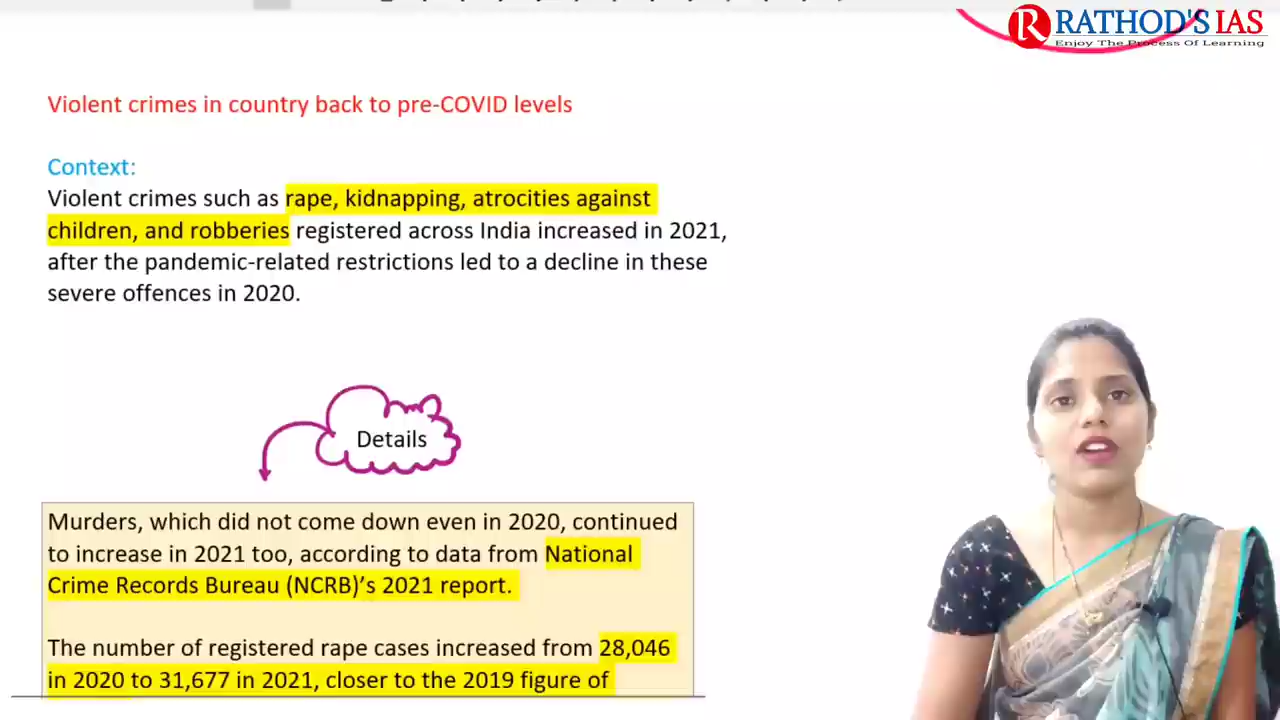 RATHOD'S IAS
Enjoy The Process Of Learning
Violent crimes in country back to pre-COVID levels
Context:
Violent crimes such as rape, kidnapping, atrocities against
children, and robberies registered across India increased in 2021,
after the pandemic-related restrictions led to a decline in these
severe offences in 2020.
Details
Murders, which did not come down even in 2020, continued
to increase in 2021 too, according to data from National
Crime Records Bureau (NCRB)’s 2021 report.
The number of registered rape cases increased from 28,046
in 2020 to 31,677 in 2021, closer to the 2019 figure of